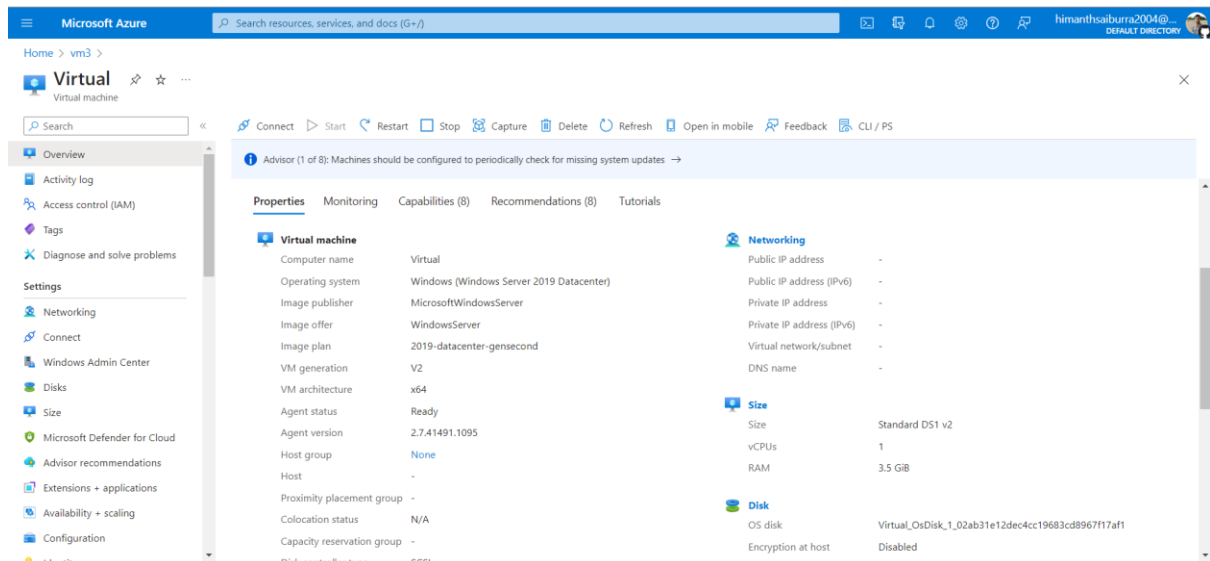 Microsoft Azure
Search resources, services, and docs (G+/)
himanthsaiburra2004@...
DEFAULT DIRECTORY
Home > vm3 >
Virtual
Virtual machine
Search
Connect Start Restart Stop Capture Delete Refresh Open in mobile Feedback CLI / PS
Advisor (1 of 8): Machines should be configured to periodically check for missing system updates →
Overview
Activity log
Access control (IAM)
Tags
Diagnose and solve problems
Settings
Networking
Connect
Windows Admin Center
Disks
Size
Microsoft Defender for Cloud
Advisor recommendations
Extensions + applications
Availability + scaling
Configuration
Properties Monitoring Capabilities (8) Recommendations (8) Tutorials
Virtual machine
Computer name Virtual
Operating system Windows (Windows Server 2019 Datacenter)
Image publisher MicrosoftWindowsServer
Image offer WindowsServer
Image plan 2019-datacenter-gensecond
VM generation V2
VM architecture x64
Agent status Ready
Agent version 2.7.41491.1095
Host group None
Host -
Proximity placement group -
Colocation status N/A
Capacity reservation group -
Networking
Public IP address -
Public IP address (IPv6) -
Private IP address -
Private IP address (IPv6) -
Virtual network/subnet -
DNS name -
Size
Size Standard DS1 v2
vCPUs 1
RAM 3.5 GiB
Disk
OS disk Virtual_OsDisk_1_02ab31e12dec4cc19683cd8967f17af1
Encryption at host Disabled